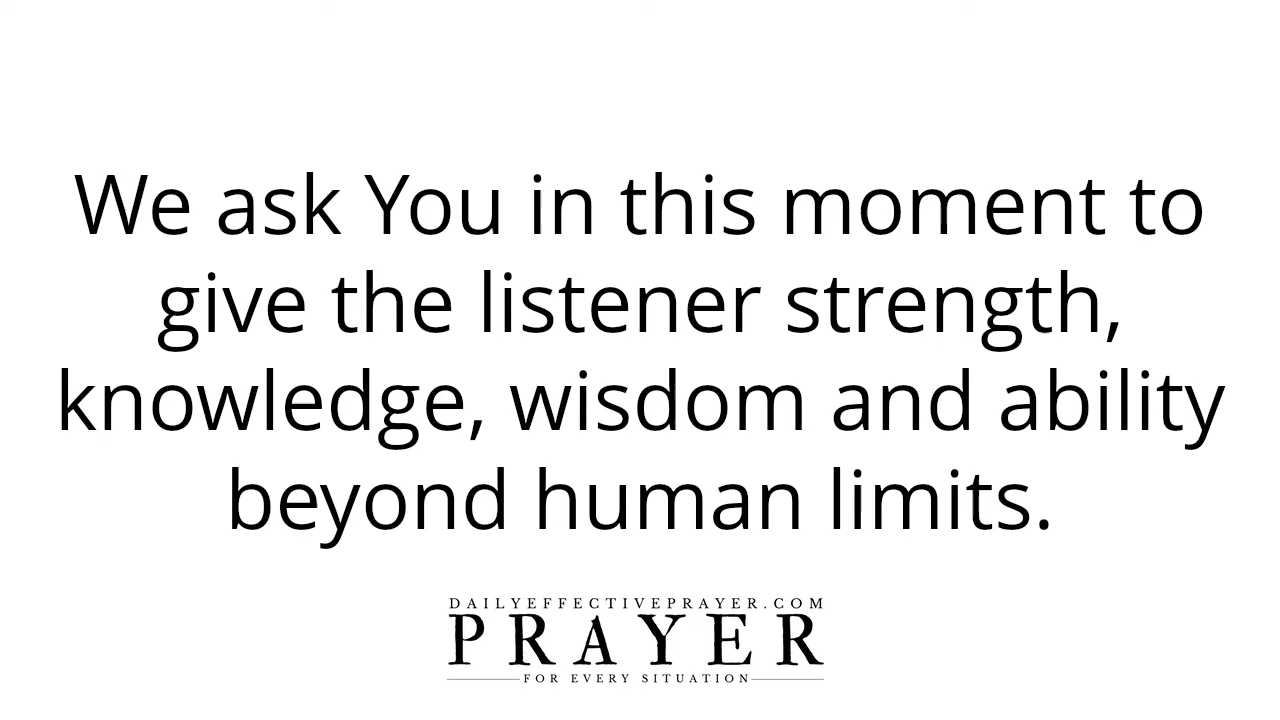 We ask You in this moment to
give the listener strength,
knowledge, wisdom and ability
beyond human limits.
DAILYEFFECTIVEPRAYER.COM
PRAYER
FOR EVERY SITUATION